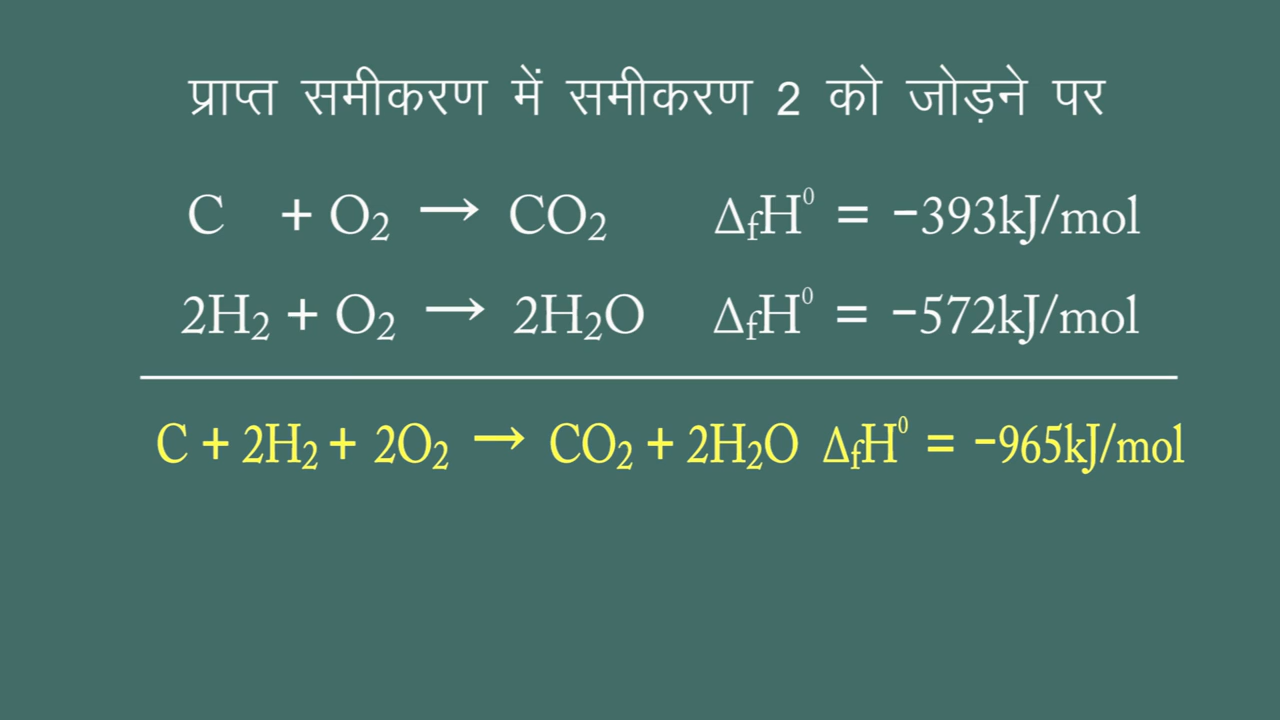 प्राप्त समीकरण में समीकरण 2 को जोड़ने पर
C + O₂ → CO₂ ΔfH⁰ = −393kJ/mol
2H₂ + O₂ → 2H₂O ΔfH⁰ = −572kJ/mol
C + 2H₂ + 2O₂ → CO₂ + 2H₂O ΔfH⁰ = −965kJ/mol